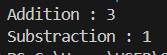 Addition : 3
Substraction : 1